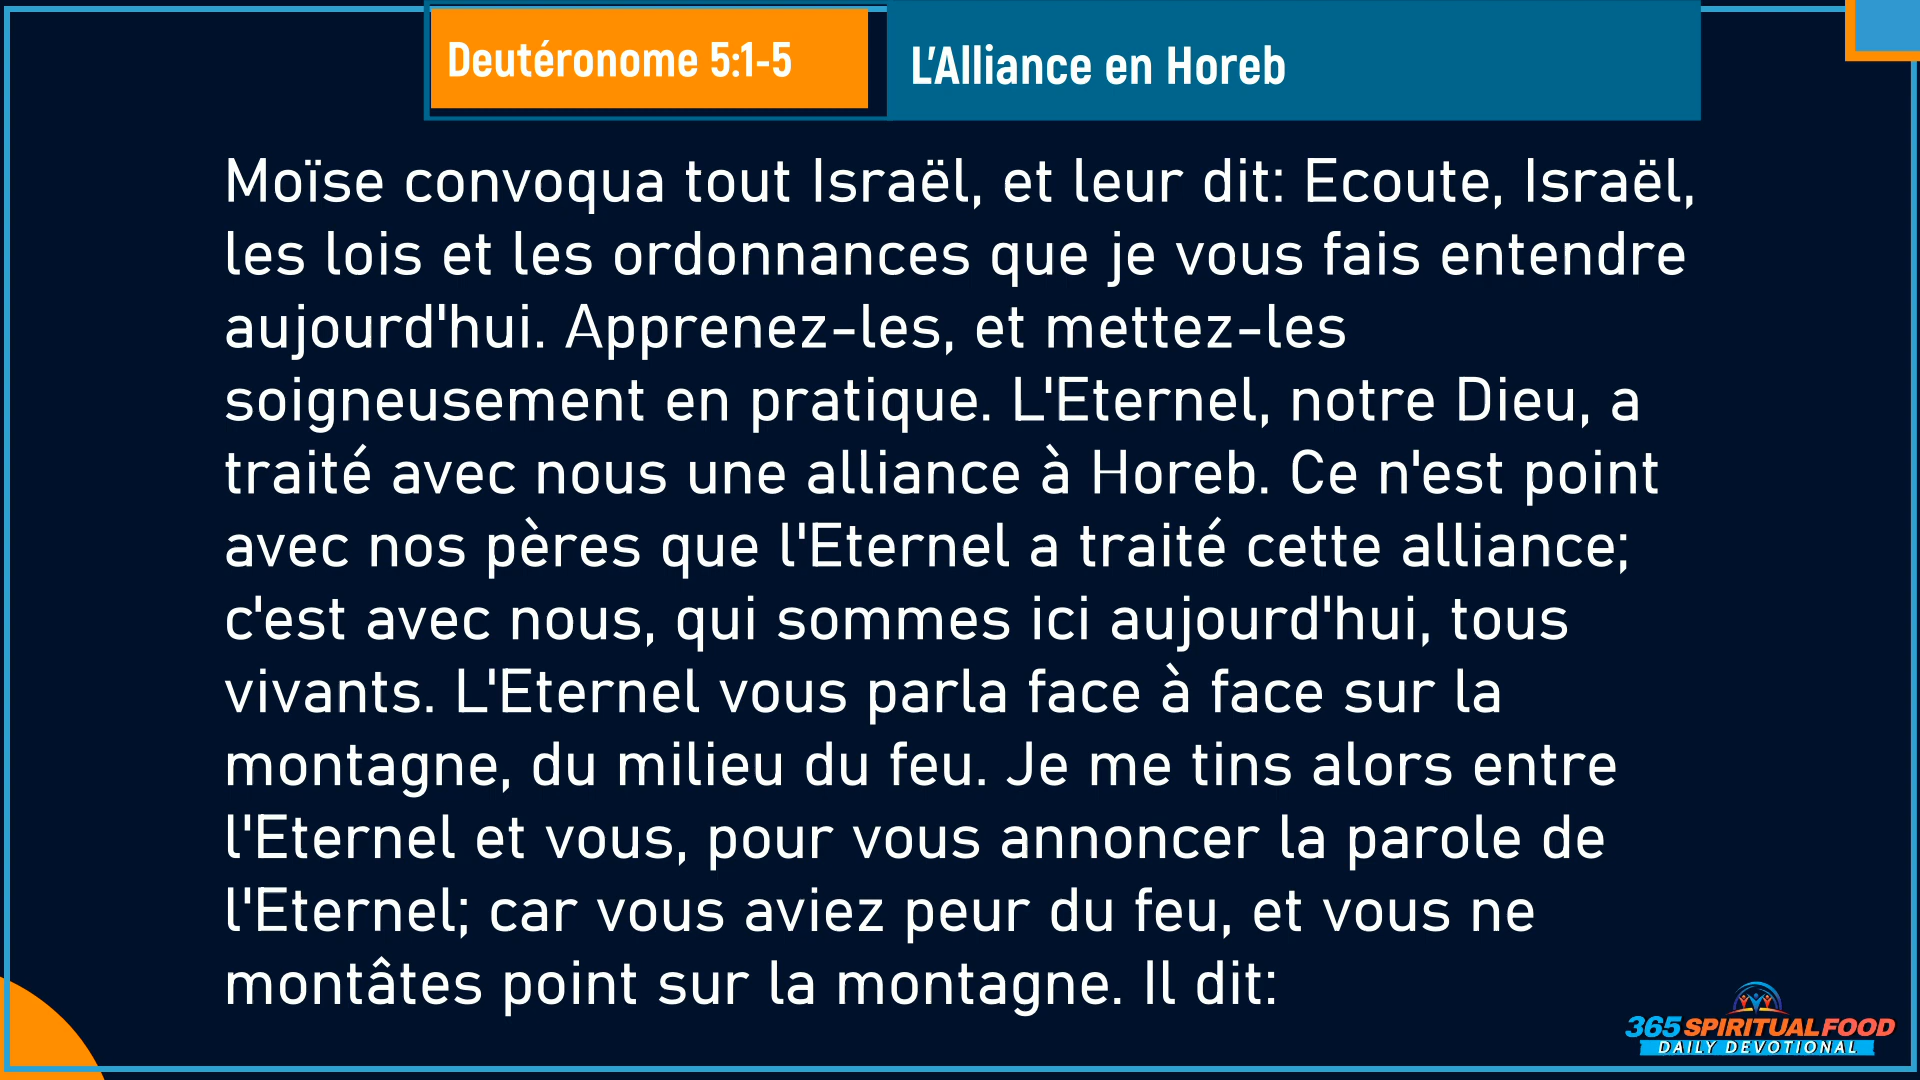 Deutéronome 5:1-5
L’Alliance en Horeb
Moïse convoqua tout Israël, et leur dit: Ecoute, Israël,
les lois et les ordonnances que je vous fais entendre
aujourd'hui. Apprenez-les, et mettez-les
soigneusement en pratique. L'Eternel, notre Dieu, a
traité avec nous une alliance à Horeb. Ce n'est point
avec nos pères que l'Eternel a traité cette alliance;
c'est avec nous, qui sommes ici aujourd'hui, tous
vivants. L'Eternel vous parla face à face sur la
montagne, du milieu du feu. Je me tins alors entre
l'Eternel et vous, pour vous annoncer la parole de
l'Eternel; car vous aviez peur du feu, et vous ne
montâtes point sur la montagne. Il dit:
365 SPIRITUAL FOOD
DAILY DEVOTIONAL